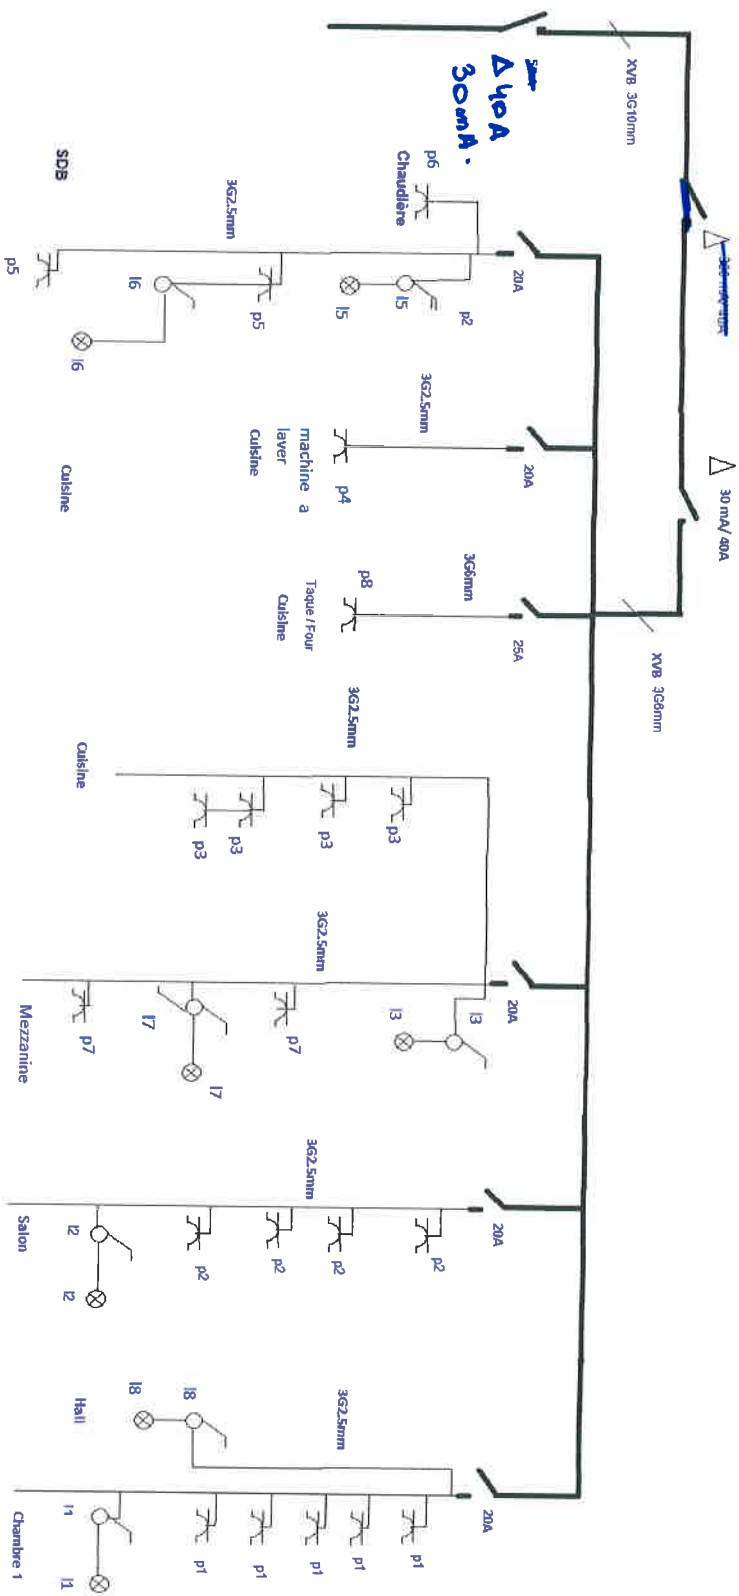 XVB 3G10mm
300 mA/ 40A
30 mA/ 40A
XVB 3G6mm
Δ 40A
30mA.
20A
p6
Chaudière
3G2.5mm
p2
l5
l5
p5
l6
l6
p5
SDB
20A
3G2.5mm
p4
machine a
laver
Cuisine
Cuisine
25A
3G6mm
p8
Taque / Four
Cuisine
20A
3G2.5mm
p3
p3
p3
p3
Cuisine
l3
l3
3G2.5mm
p7
l7
l7
p7
Mezzanine
20A
3G2.5mm
p2
p2
p2
p2
l2
l2
Salon
20A
3G2.5mm
l8
l8
Hall
p1
p1
p1
p1
p1
l1
l1
Chambre 1